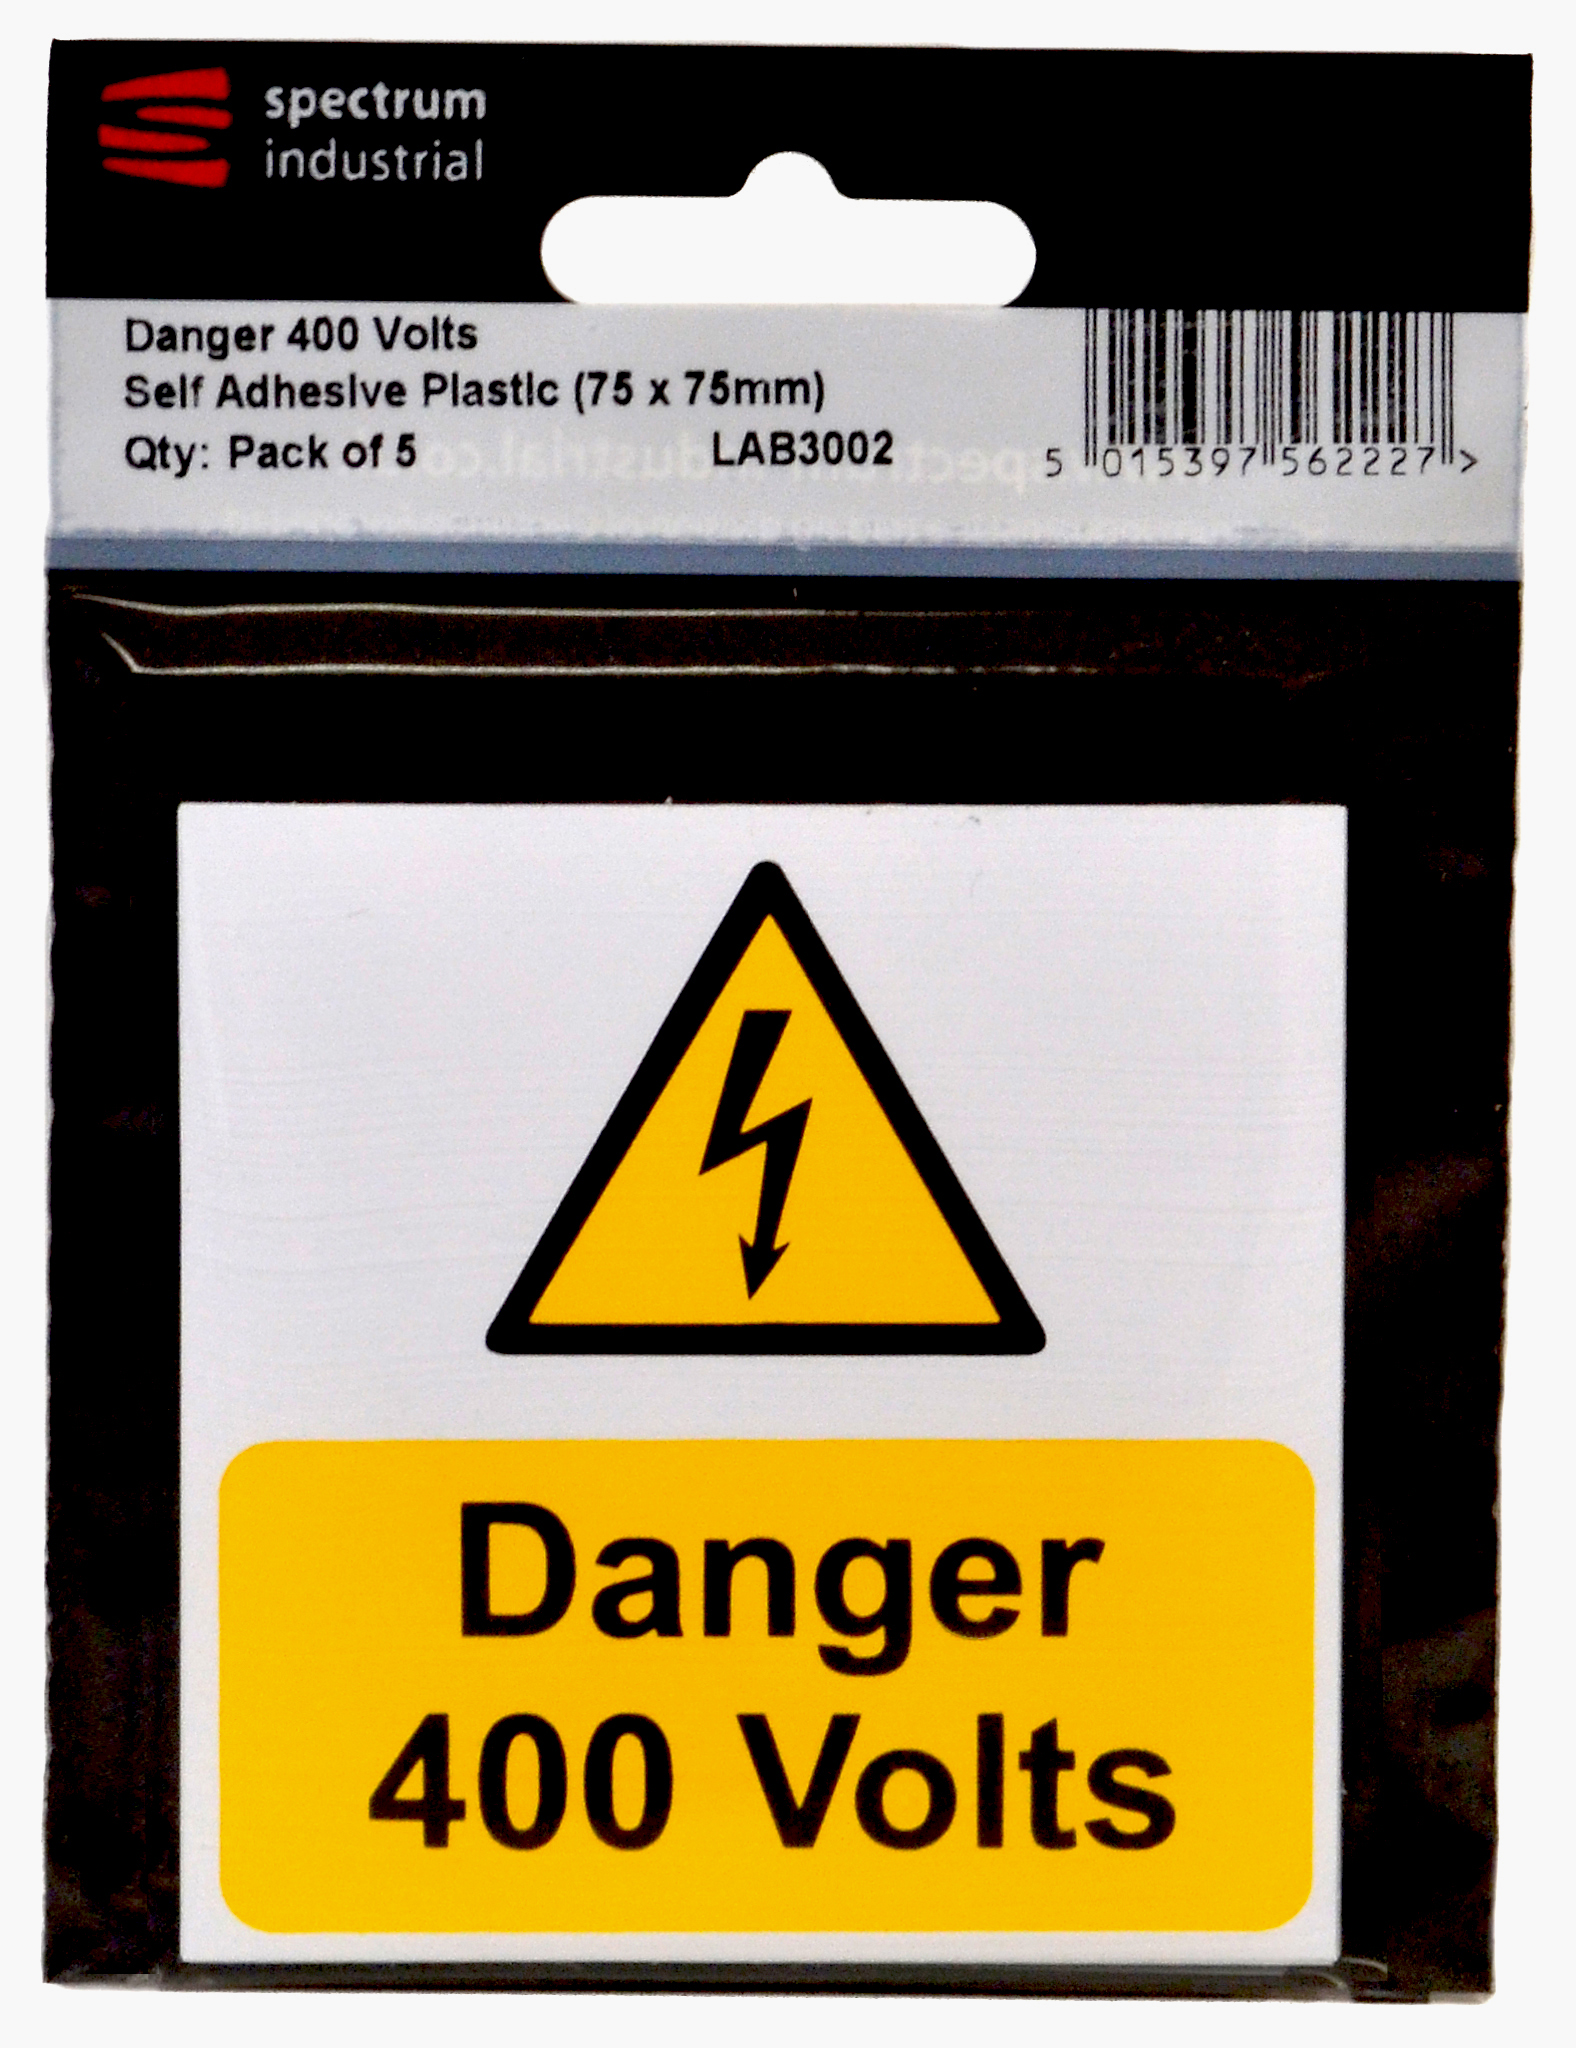 spectrum
industrial
Danger 400 Volts
Self Adhesive Plastic (75 x 75mm)
Qty: Pack of 5 LAB3002
5 015397 562227 >
Danger
400 Volts